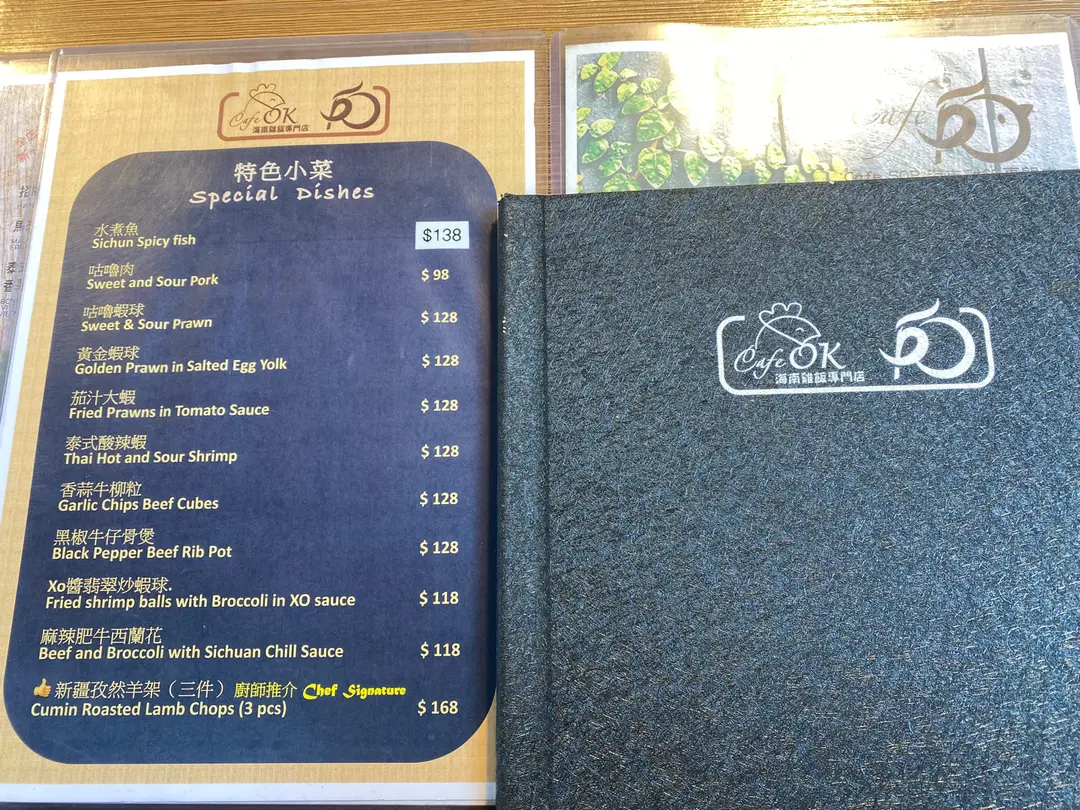 Cafe OK
海南雞飯專門店
特色小菜
Special Dishes
水煮魚
Sichun Spicy fish
$138
咕嚕肉
Sweet and Sour Pork
$ 98
咕嚕蝦球
Sweet & Sour Prawn
$ 128
黃金蝦球
Golden Prawn in Salted Egg Yolk
$ 128
茄汁大蝦
Fried Prawns in Tomato Sauce
$ 128
泰式酸辣蝦
Thai Hot and Sour Shrimp
$ 128
香蒜牛柳粒
Garlic Chips Beef Cubes
$ 128
黑椒牛仔骨煲
Black Pepper Beef Rib Pot
$ 128
Xo醬翡翠炒蝦球.
Fried shrimp balls with Broccoli in XO sauce
$ 118
麻辣肥牛西蘭花
Beef and Broccoli with Sichuan Chill Sauce
$ 118
👍新疆孜然羊架（三件）廚師推介 Chef Signature
Cumin Roasted Lamb Chops (3 pcs)
$ 168
Cafe
Cafe OK
海南雞飯專門店